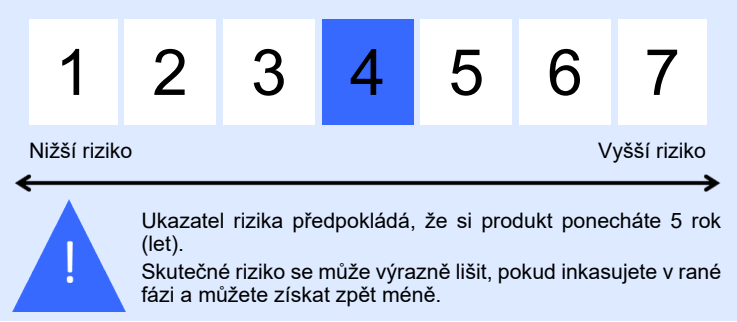 1 2 3 4 5 6 7
Nižší riziko Vyšší riziko
!
Ukazatel rizika předpokládá, že si produkt ponecháte 5 rok
(let).
Skutečné riziko se může výrazně lišit, pokud inkasujete v rané
fázi a můžete získat zpět méně.